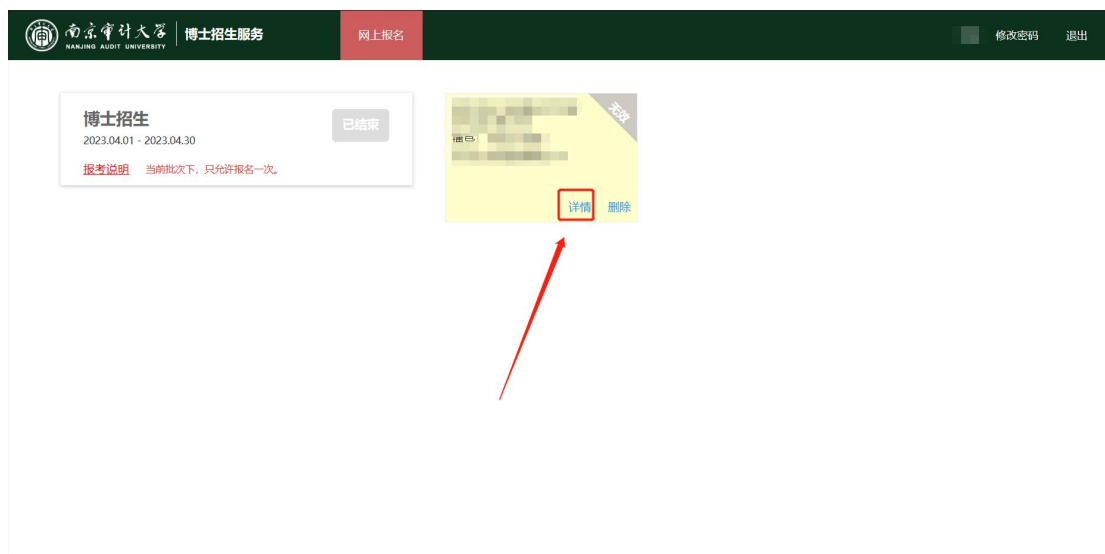 南京审计大学
NANJING AUDIT UNIVERSITY
博士招生服务
网上报名
修改密码
退出
博士招生
2023.04.01 - 2023.04.30
已结束
报考说明 当前批次下，只允许报名一次。
无效
详情 删除